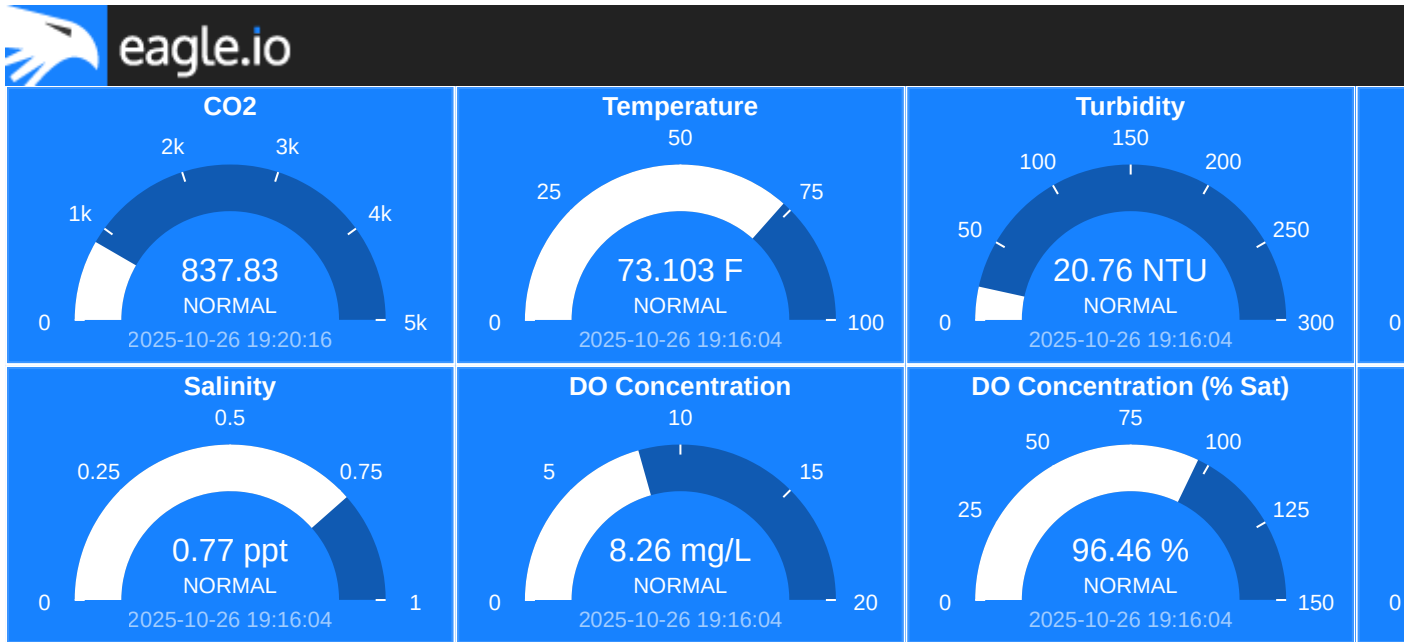 eagle.io
CO2
2k
3k
1k
4k
837.83
NORMAL
0
5k
2025-10-26 19:20:16
Temperature
50
25
75
73.103 F
NORMAL
0
100
2025-10-26 19:16:04
Turbidity
150
100
200
50
250
20.76 NTU
NORMAL
0
300
2025-10-26 19:16:04
0
Salinity
0.5
0.25
0.75
0.77 ppt
NORMAL
0
1
2025-10-26 19:16:04
DO Concentration
10
5
15
8.26 mg/L
NORMAL
0
20
2025-10-26 19:16:04
DO Concentration (% Sat)
75
50
100
25
125
96.46 %
NORMAL
0
150
2025-10-26 19:16:04
0